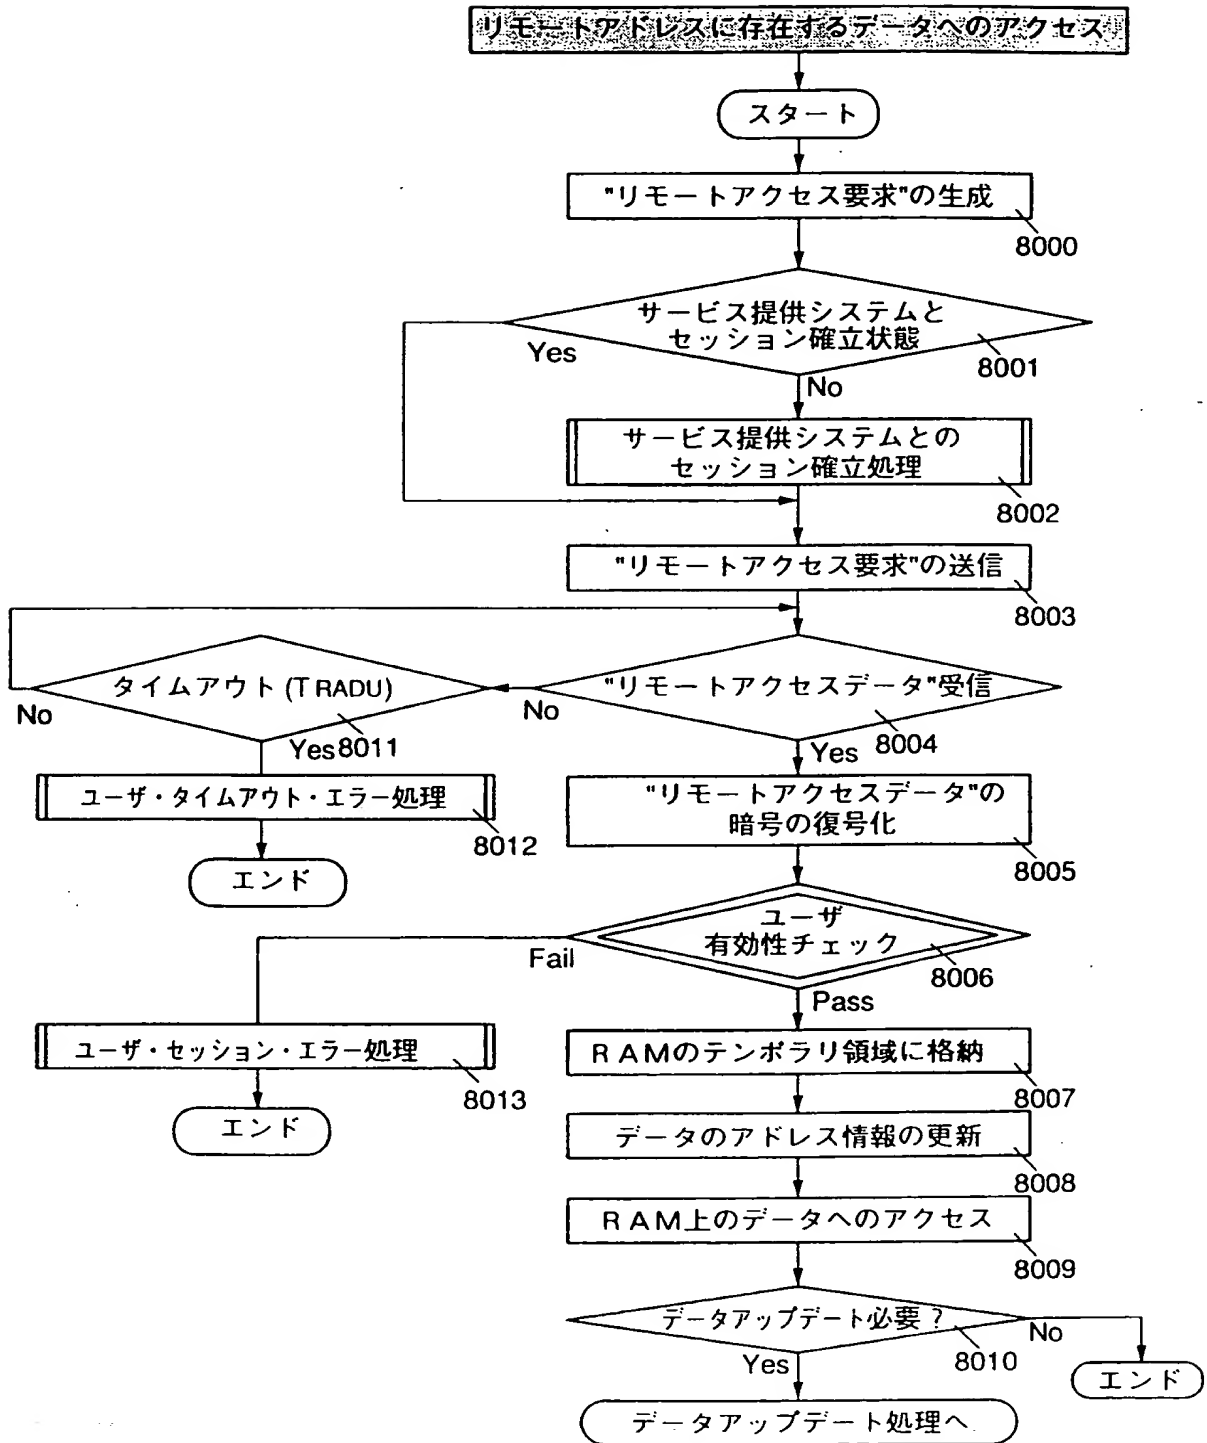 リモートアドレスに存在するデータへのアクセス
スタート
"リモートアクセス要求"の生成
8000
サービス提供システムと
セッション確立状態
8001
Yes
No
サービス提供システムとの
セッション確立処理
8002
"リモートアクセス要求"の送信
8003
タイムアウト(TRADU)
8011
No
Yes
"リモートアクセスデータ"受信
8004
No
Yes
ユーザ・タイムアウト・エラー処理
8012
エンド
"リモートアクセスデータ"の
暗号の復号化
8005
ユーザ
有効性チェック
8006
Fail
Pass
ユーザ・セッション・エラー処理
8013
エンド
RAMのテンポラリ領域に格納
8007
データのアドレス情報の更新
8008
RAM上のデータへのアクセス
8009
データアップデート必要?
8010
No
Yes
エンド
データアップデート処理へ